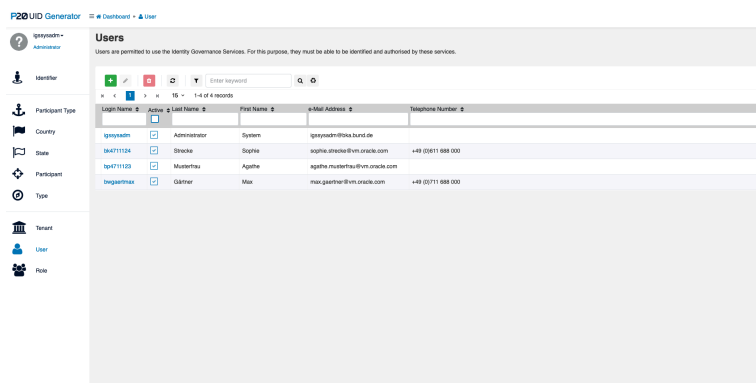 P20 UID Generator
Dashboard
User
igssysadm
Administrator
Users
Users are permitted to use the Identity Governance Services. For this purpose, they must be able to be identified and authorised by these services.
Identifier
Enter keyword
1
15
1-4 of 4 records
Participant Type
Login Name Active Last Name First Name e-Mail Address Telephone Number
Country
igssysadm Administrator System igssysadm@bka.bund.de
State
bk4711124 Strecke Sophie sophie.strecke@vm.oracle.com +49 (0)611 688 000
bp4711123 Musterfrau Agathe agathe.musterfrau@vm.oracle.com
Participant
bwgaertmax Gärtner Max max.gaertner@vm.oracle.com +49 (0)711 688 000
Type
Tenant
User
Role